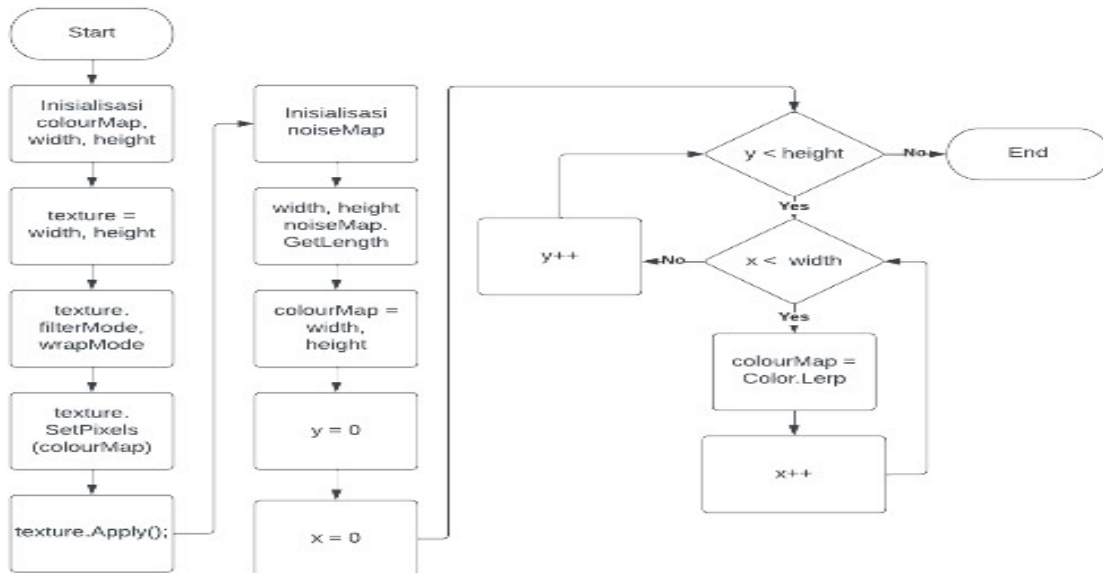 Start
Inisialisasi
colourMap,
width, height
texture =
width, height
texture.
filterMode,
wrapMode
texture.
SetPixels
(colourMap)
texture.Apply();
Inisialisasi
noiseMap
width, height
noiseMap.
GetLength
colourMap =
width,
height
y = 0
x = 0
y < height
No
End
Yes
x < width
No
y++
Yes
colourMap =
Color.Lerp
x++